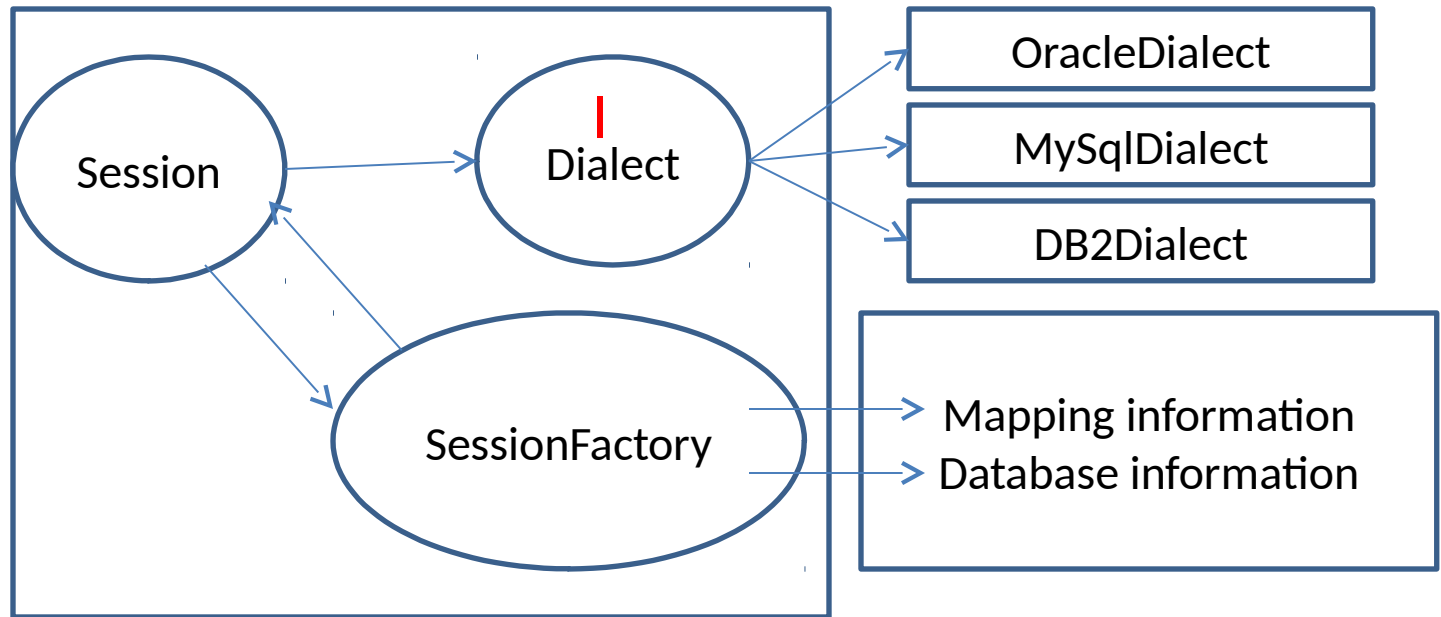 OracleDialect
MySqlDialect
DB2Dialect
Session
Dialect
SessionFactory
Mapping information
Database information